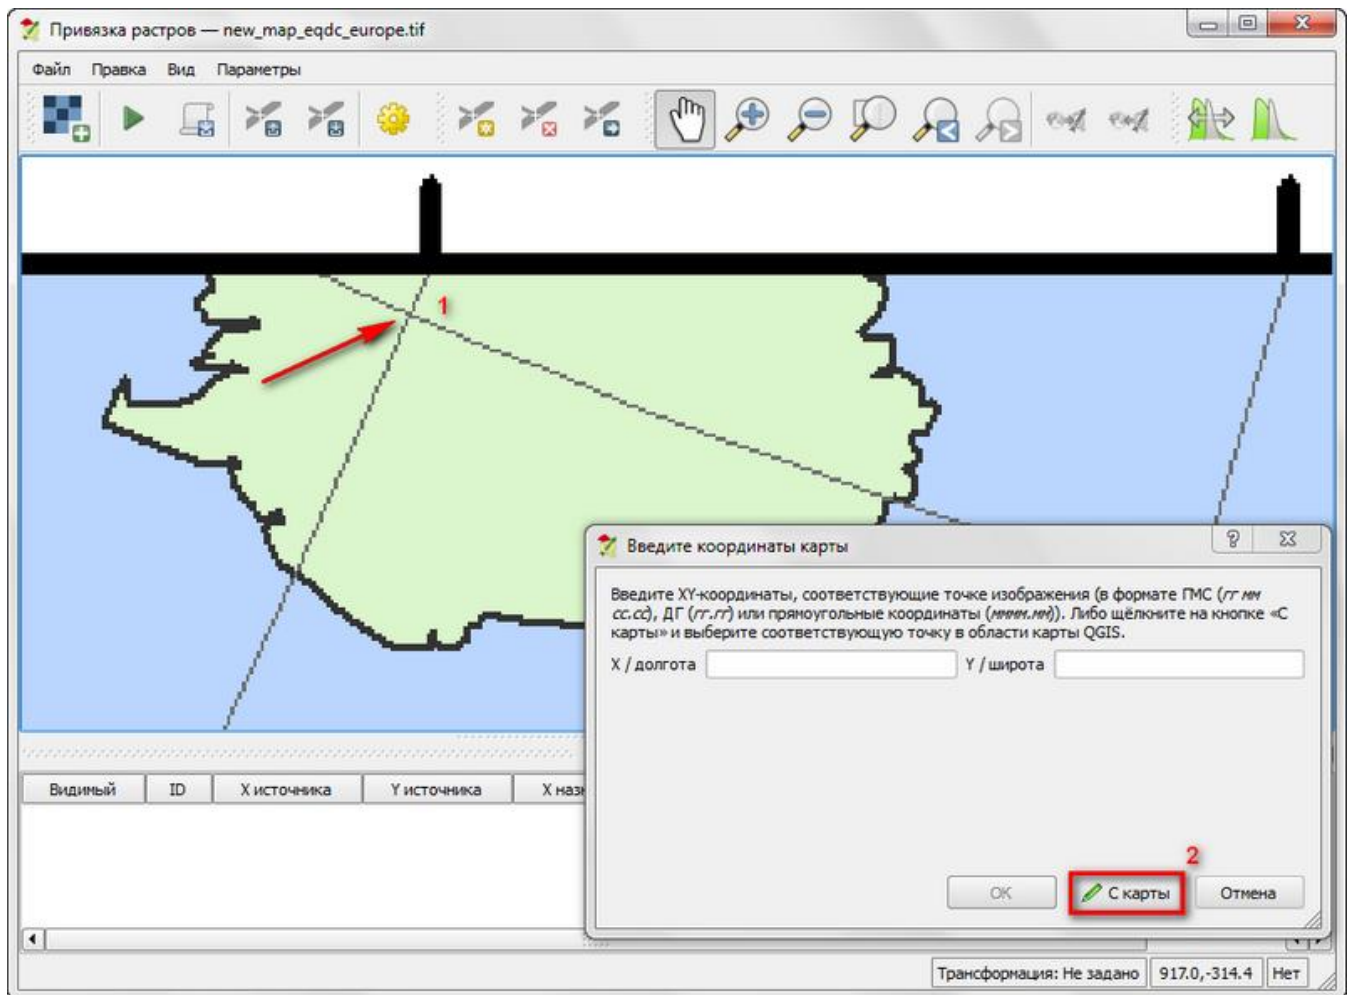 Привязка растров — new_map_eqdc_europe.tif
Файл Правка Вид Параметры
1
Введите координаты карты
Введите XY-координаты, соответствующие точке изображения (в формате ГМС (гг мм
сс.сс), ДГ (гг.гг) или прямоугольные координаты (мммм.мм)). Либо щёлкните на кнопке «С
карты» и выберите соответствующую точку в области карты QGIS.
X / долгота Y / широта
Видимый ID X источника Y источника X наз
2
OK С карты Отмена
Трансформация: Не задано 917.0,-314.4 Нет